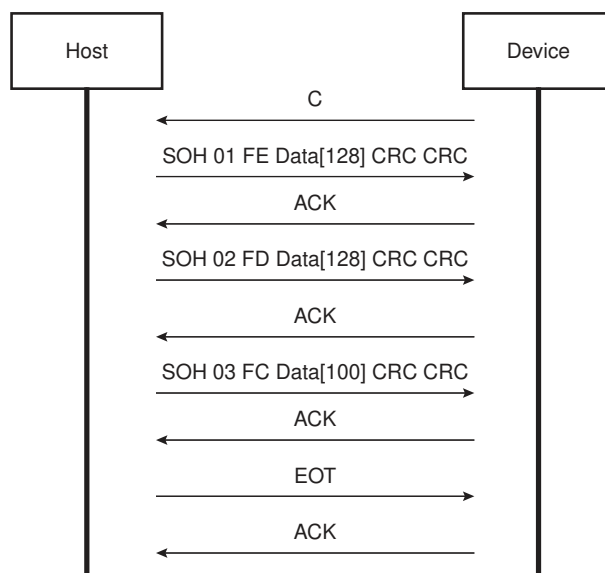 Host
Device
C
SOH 01 FE Data[128] CRC CRC
ACK
SOH 02 FD Data[128] CRC CRC
ACK
SOH 03 FC Data[100] CRC CRC
ACK
EOT
ACK